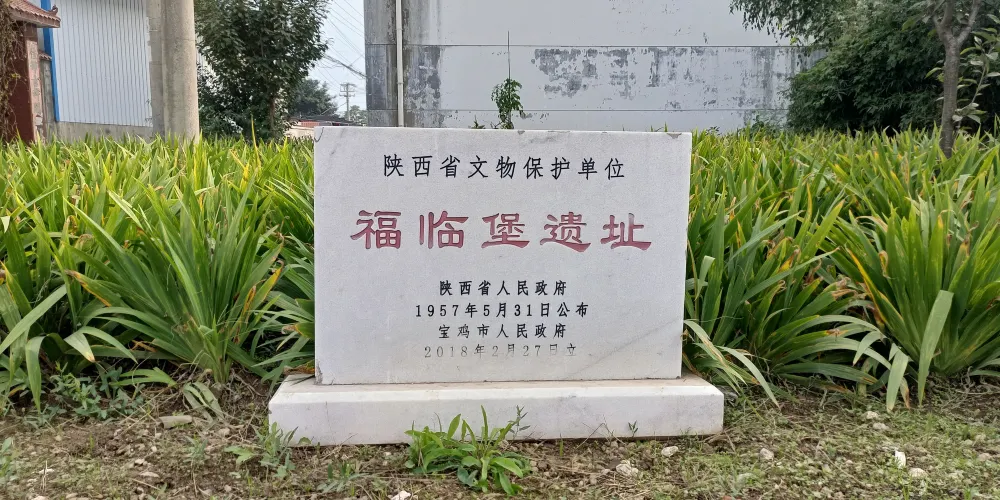 陕西省文物保护单位
福临堡遗址
陕西省人民政府
1957年5月31日公布
宝鸡市人民政府
2018年2月27日立